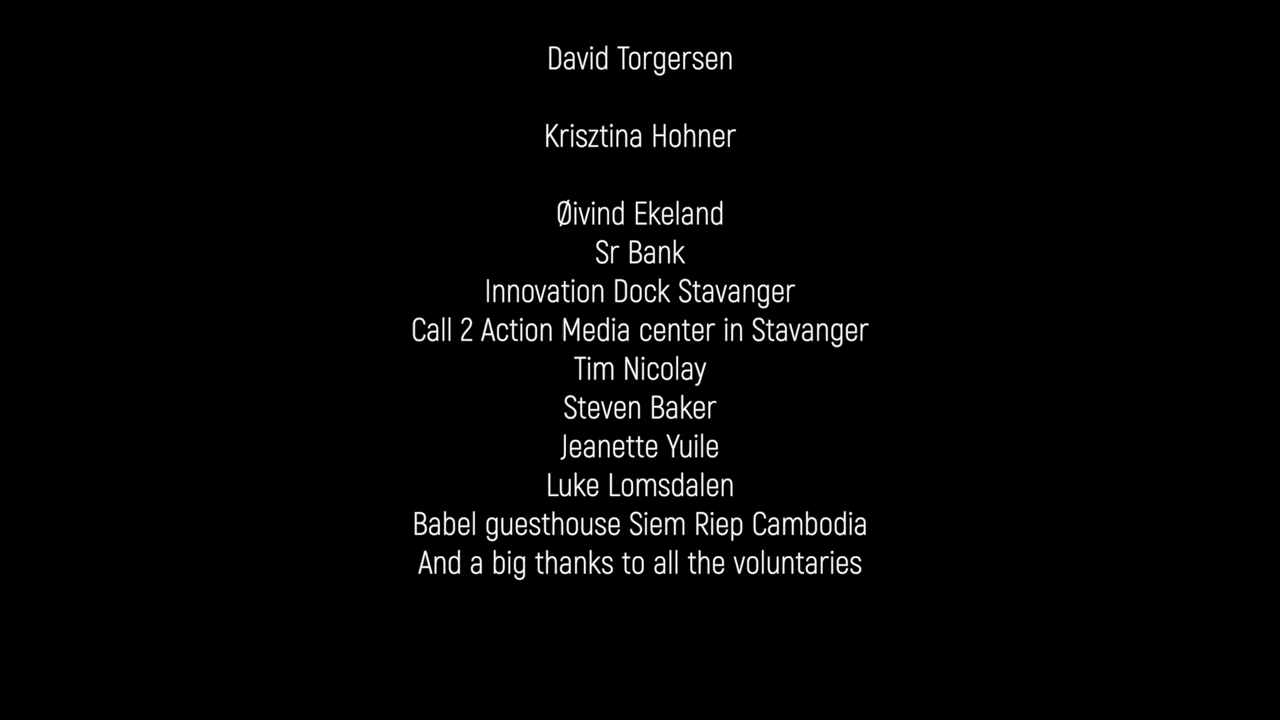 David Torgersen
Krisztina Hohner
Øivind Ekeland
Sr Bank
Innovation Dock Stavanger
Call 2 Action Media center in Stavanger
Tim Nicolay
Steven Baker
Jeanette Yuile
Luke Lomsdalen
Babel guesthouse Siem Riep Cambodia
And a big thanks to all the voluntaries